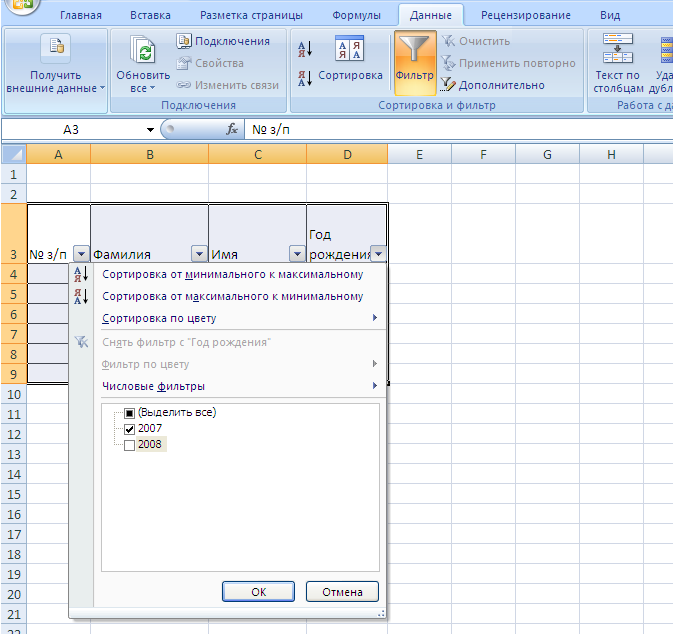 Главная Вставка Разметка страницы Формулы Данные Рецензирование Вид
Получить
внешние данные
Обновить
все
Подключения
Свойства
Изменить связи
Подключения
А
Я
Я
А
А Я
Я А
Сортировка
Фильтр
Очистить
Применить повторно
Дополнительно
Сортировка и фильтр
Текст по
столбцам
Уда
дубл
Работа с да
A3 fx № з/п
A B C D E F G H
1
2
3 № з/п Фамилия Имя Год
рождения
4
5
6
7
8
9
10
11
12
13
14
15
16
17
18
19
20
21
22
А
Я
Сортировка от минимального к максимальному
Я
А
Сортировка от максимального к минимальному
Сортировка по цвету
Снять фильтр с "Год рождения"
Фильтр по цвету
Числовые фильтры
(Выделить все)
2007
2008
ОК Отмена